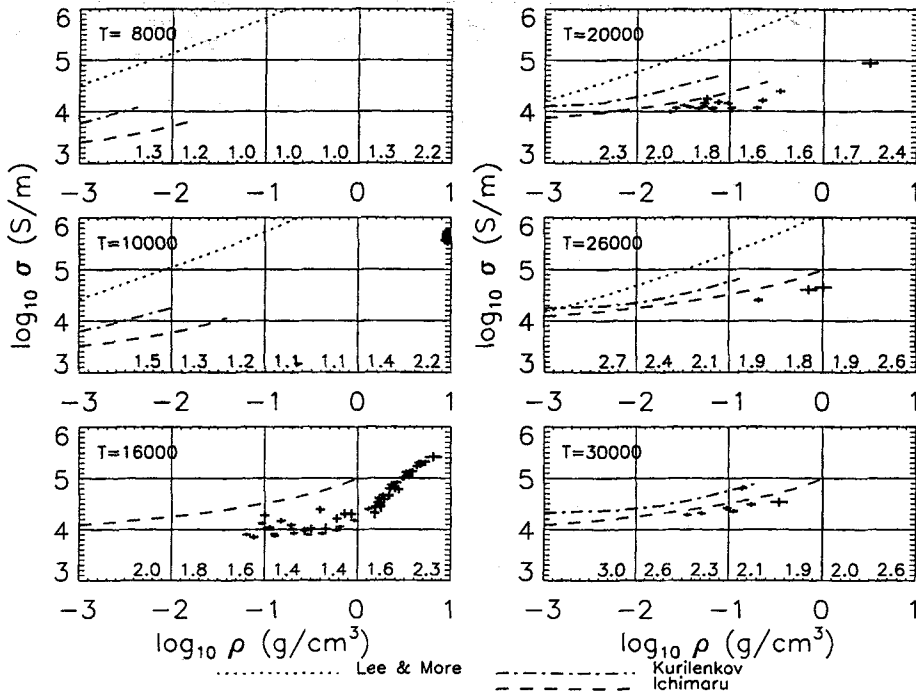 6
5
4
3
T= 8000
1.3 1.2 1.0 1.0 1.0 1.3 2.2
-3 -2 -1 0 1
6
5
4
3
T=20000
2.3 2.0 1.8 1.6 1.6 1.7 2.4
-3 -2 -1 0 1
log10 σ (S/m)
6
5
4
3
T=10000
1.5 1.3 1.2 1.1 1.1 1.4 2.2
-3 -2 -1 0 1
log10 σ (S/m)
6
5
4
3
T=26000
2.7 2.4 2.1 1.9 1.8 1.9 2.6
-3 -2 -1 0 1
6
5
4
3
T=16000
2.0 1.8 1.6 1.4 1.4 1.6 2.3
-3 -2 -1 0 1
log10 ρ (g/cm³)
6
5
4
3
T=30000
3.0 2.6 2.3 2.1 1.9 2.0 2.6
-3 -2 -1 0 1
log10 ρ (g/cm³)
Lee & More
Kurilenkov
Ichimaru